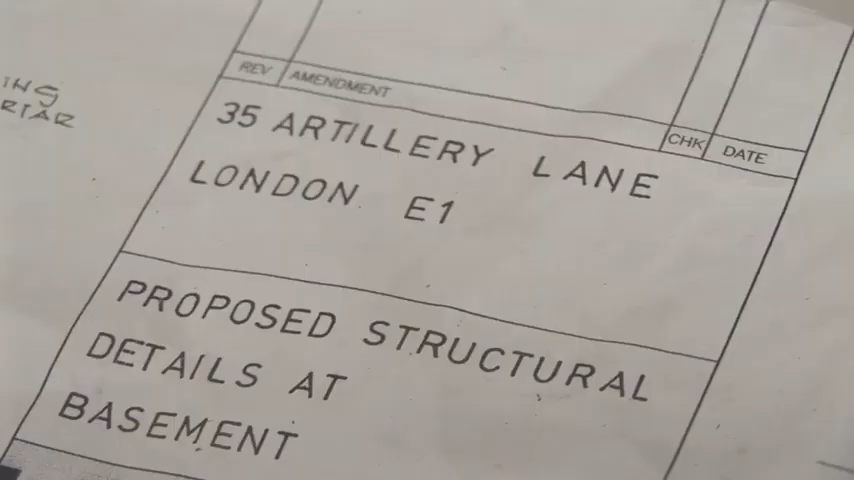 REV AMENDMENT CHK DATE
35 ARTILLERY LANE
LONDON E1
PROPOSED STRUCTURAL
DETAILS AT
BASEMENT